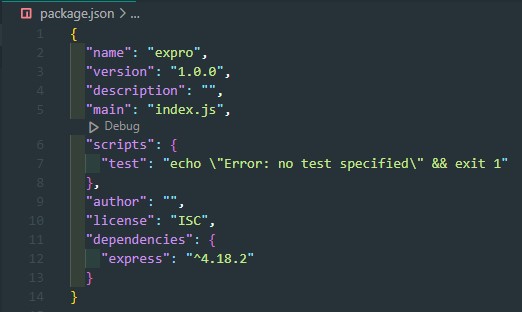 package.json > ...
1 {
2 "name": "expro",
3 "version": "1.0.0",
4 "description": "",
5 "main": "index.js",
Debug
6 "scripts": {
7 "test": "echo \"Error: no test specified\" && exit 1"
8 },
9 "author": "",
10 "license": "ISC",
11 "dependencies": {
12 "express": "^4.18.2"
13 }
14 }